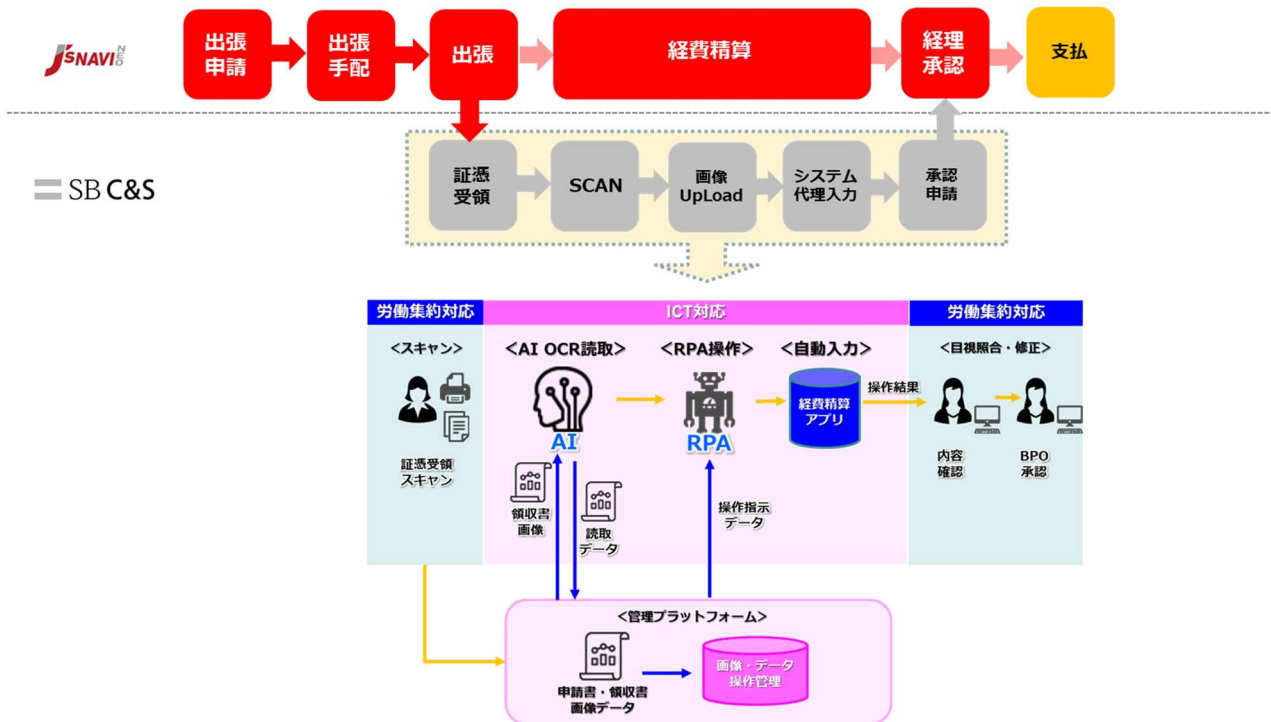 J'SNAVI NEO
出張
申請
出張
手配
出張
経費精算
経理
承認
支払
SB C&S
証憑
受領
SCAN
画像
UpLoad
システム
代理入力
承認
申請
労働集約対応
ICT対応
労働集約対応
<スキャン>
<AI OCR読取>
<RPA操作>
<自動入力>
<目視照合・修正>
操作結果
経費精算
アプリ
AI
RPA
証憑受領
スキャン
内容
確認
BPO
承認
領収書
画像
読取
データ
操作指示
データ
<管理プラットフォーム>
画像・データ
操作管理
申請書・領収書
画像データ